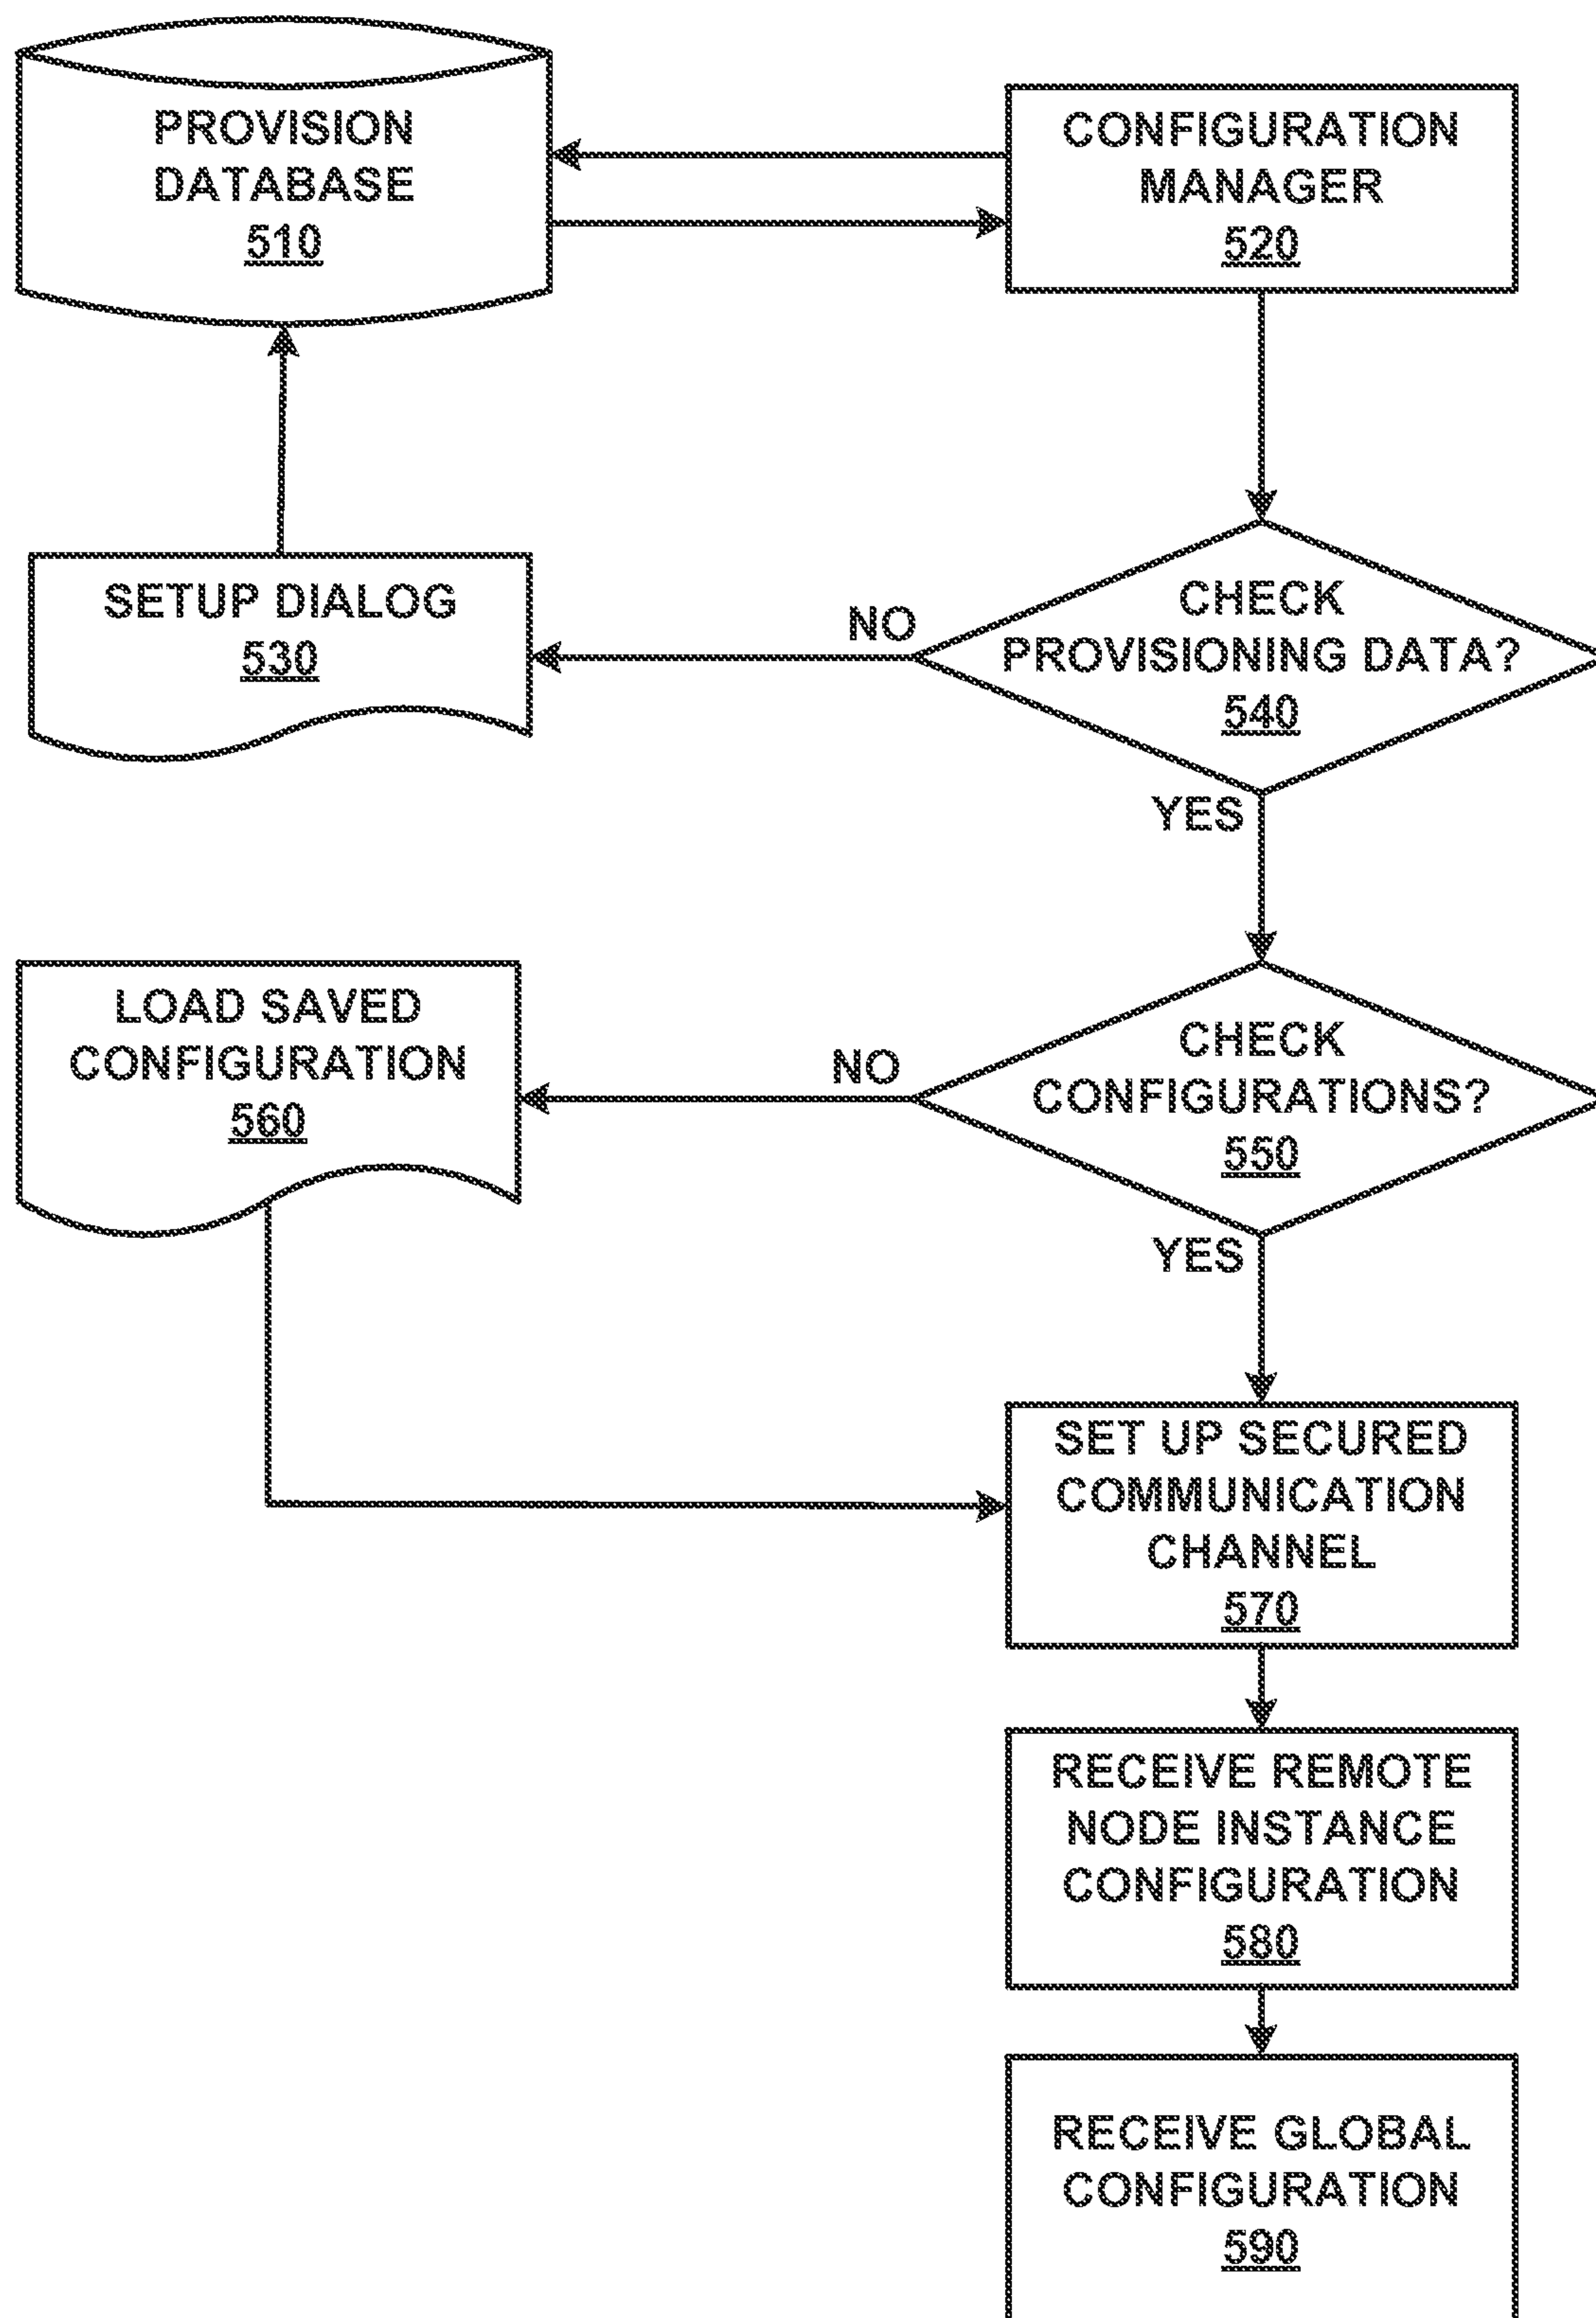 PROVISION
DATABASE
510
CONFIGURATION
MANAGER
520
SETUP DIALOG
530
NO
CHECK
PROVISIONING DATA?
540
YES
LOAD SAVED
CONFIGURATION
560
NO
CHECK
CONFIGURATIONS?
550
YES
SET UP SECURED
COMMUNICATION
CHANNEL
570
RECEIVE REMOTE
NODE INSTANCE
CONFIGURATION
580
RECEIVE GLOBAL
CONFIGURATION
590